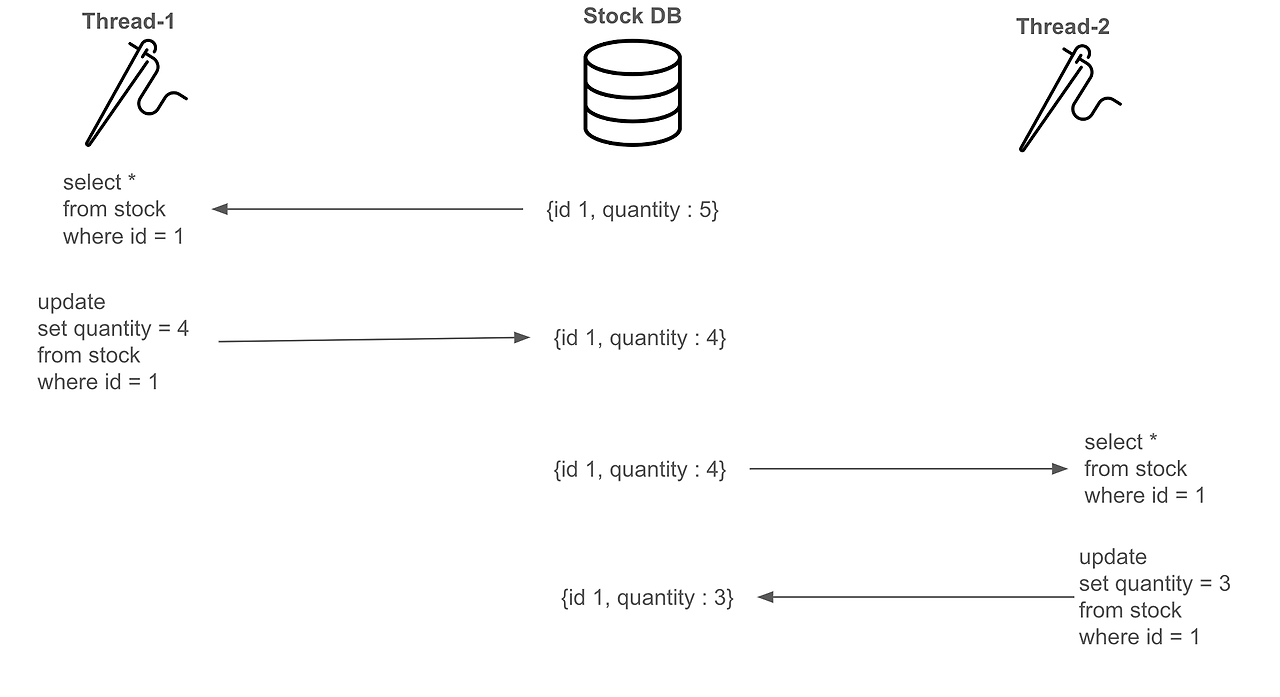 Thread-1
Stock DB
Thread-2
select *
from stock
where id = 1
{id 1, quantity : 5}
update
set quantity = 4
from stock
where id = 1
{id 1, quantity : 4}
{id 1, quantity : 4}
select *
from stock
where id = 1
{id 1, quantity : 3}
update
set quantity = 3
from stock
where id = 1